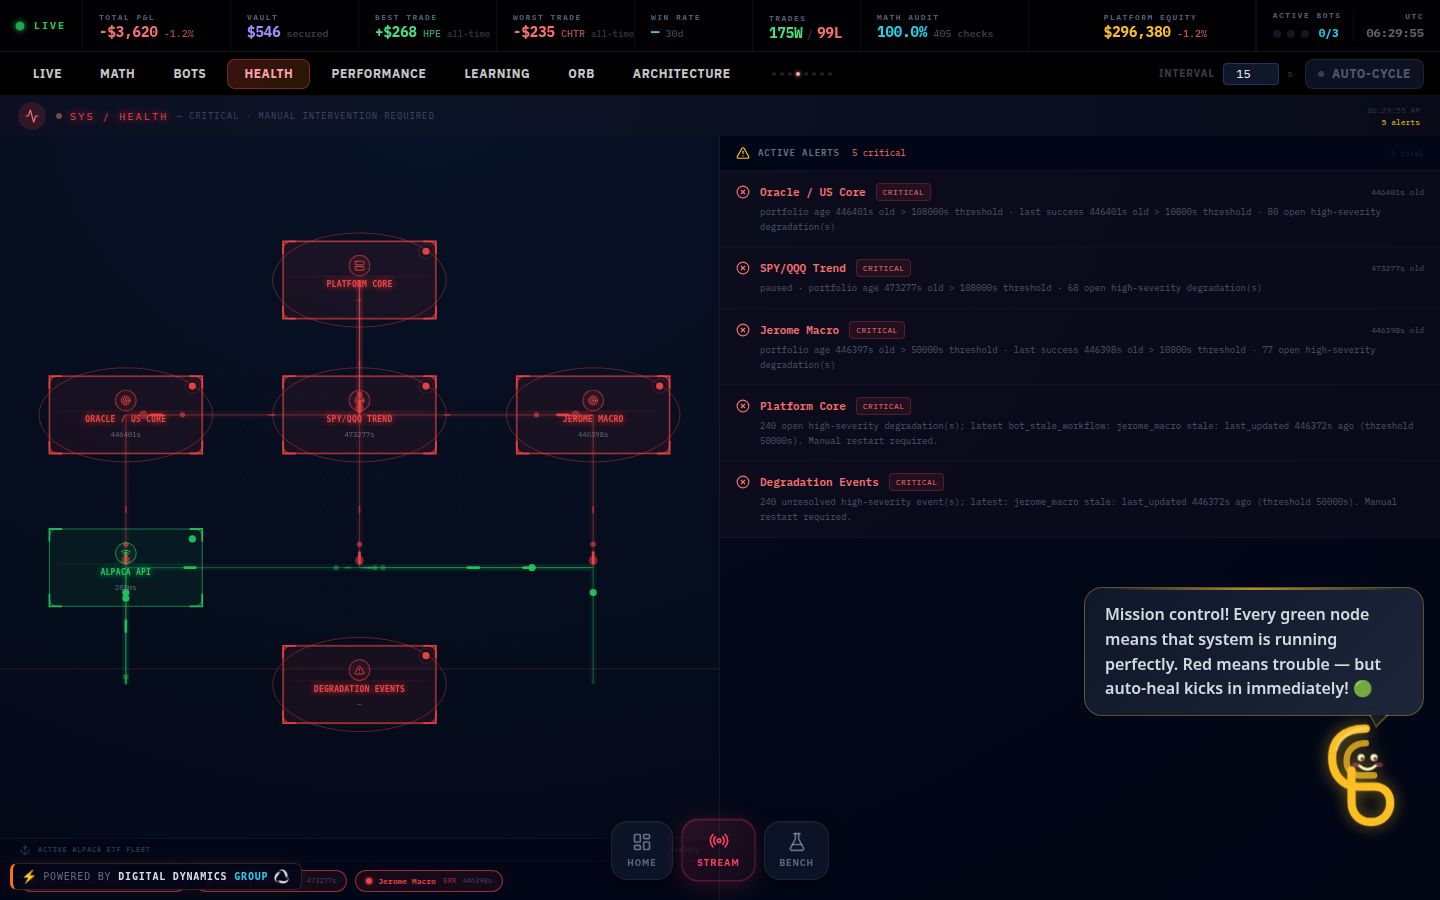 LIVE
TOTAL P&L
-$3,620 -1.2%
VAULT
$546 secured
BEST TRADE
+$268 HPE all-time
WORST TRADE
-$235 CHTR all-time
WIN RATE
— 30d
TRADES
175W / 99L
MATH AUDIT
100.0% 405 checks
PLATFORM EQUITY
$296,380 -1.2%
ACTIVE BOTS
0/3
UTC
06:29:55
LIVE MATH BOTS HEALTH PERFORMANCE LEARNING ORB ARCHITECTURE
INTERVAL 15 s AUTO-CYCLE
SYS / HEALTH — CRITICAL · MANUAL INTERVENTION REQUIRED
06:29:55 AM
5 alerts
PLATFORM CORE
—
ORACLE / US CORE
446401s
SPY/QQQ TREND
473277s
JEROME MACRO
446398s
ALPACA API
DEGRADATION EVENTS
—
ACTIVE ALERTS 5 critical
5 total
Oracle / US Core CRITICAL 446401s old
portfolio age 446401s old > 108000s threshold · last success 446401s old > 10800s threshold · 80 open high-severity
degradation(s)
SPY/QQQ Trend CRITICAL 473277s old
paused · portfolio age 473277s old > 108000s threshold · 68 open high-severity degradation(s)
Jerome Macro CRITICAL 446398s old
portfolio age 446397s old > 50000s threshold · last success 446398s old > 10800s threshold · 77 open high-severity
degradation(s)
Platform Core CRITICAL
240 open high-severity degradation(s); latest bot_stale_workflow: jerome_macro stale: last_updated 446372s ago (threshold
50000s). Manual restart required.
Degradation Events CRITICAL
240 unresolved high-severity event(s); latest: jerome_macro stale: last_updated 446372s ago (threshold 50000s). Manual
restart required.
Mission control! Every green node
means that system is running
perfectly. Red means trouble — but
auto-heal kicks in immediately! 🟢
ACTIVE ALPACA ETF FLEET
⚡ POWERED BY DIGITAL DYNAMICS GROUP
473277s
Jerome Macro ERR 446398s
HOME
STREAM
BENCH